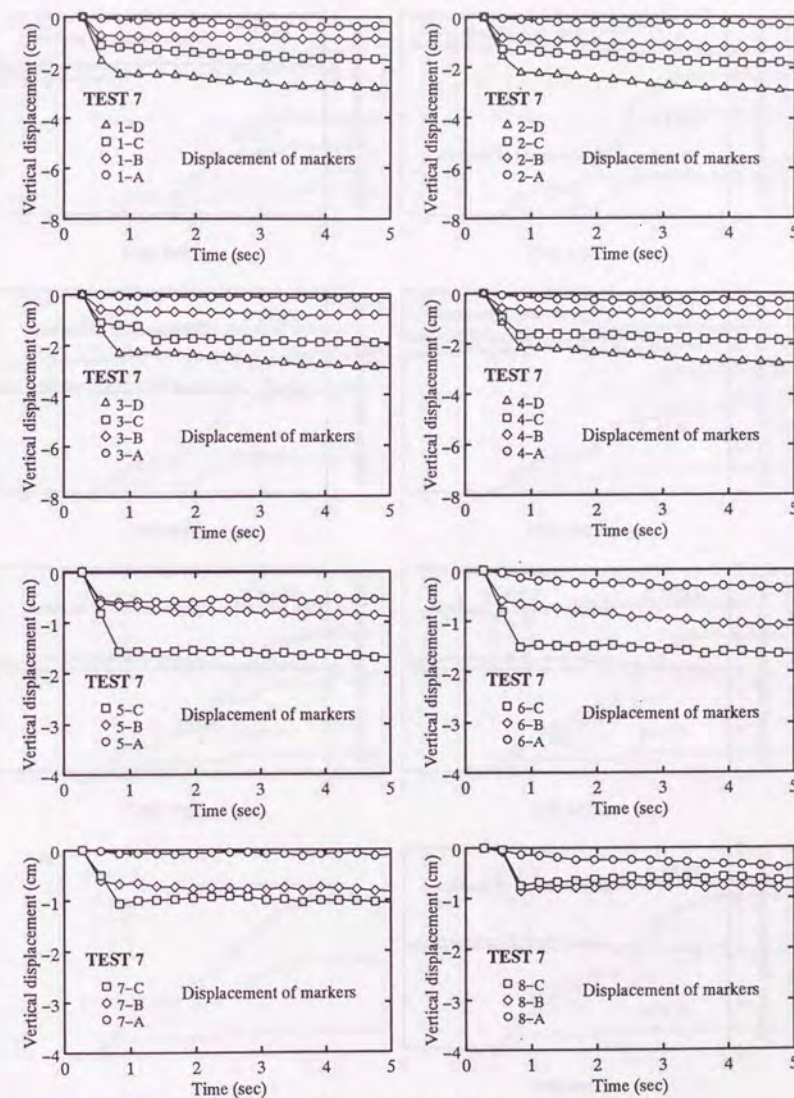 Vertical displacement (cm)
0
−2
−4
−6
−8
TEST 7
1–D
1–C
1–B
1–A
Displacement of markers
0 1 2 3 4 5
Time (sec)
Vertical displacement (cm)
0
−2
−4
−6
−8
TEST 7
2–D
2–C
2–B
2–A
Displacement of markers
0 1 2 3 4 5
Time (sec)
Vertical displacement (cm)
0
−2
−4
−6
−8
TEST 7
3–D
3–C
3–B
3–A
Displacement of markers
0 1 2 3 4 5
Time (sec)
Vertical displacement (cm)
0
−2
−4
−6
−8
TEST 7
4–D
4–C
4–B
4–A
Displacement of markers
0 1 2 3 4 5
Time (sec)
Vertical displacement (cm)
0
−1
−2
−3
−4
TEST 7
5–C
5–B
5–A
Displacement of markers
0 1 2 3 4 5
Time (sec)
Vertical displacement (cm)
0
−1
−2
−3
−4
TEST 7
6–C
6–B
6–A
Displacement of markers
0 1 2 3 4 5
Time (sec)
Vertical displacement (cm)
0
−1
−2
−3
−4
TEST 7
7–C
7–B
7–A
Displacement of markers
0 1 2 3 4 5
Time (sec)
Vertical displacement (cm)
0
−1
−2
−3
−4
TEST 7
8–C
8–B
8–A
Displacement of markers
0 1 2 3 4 5
Time (sec)